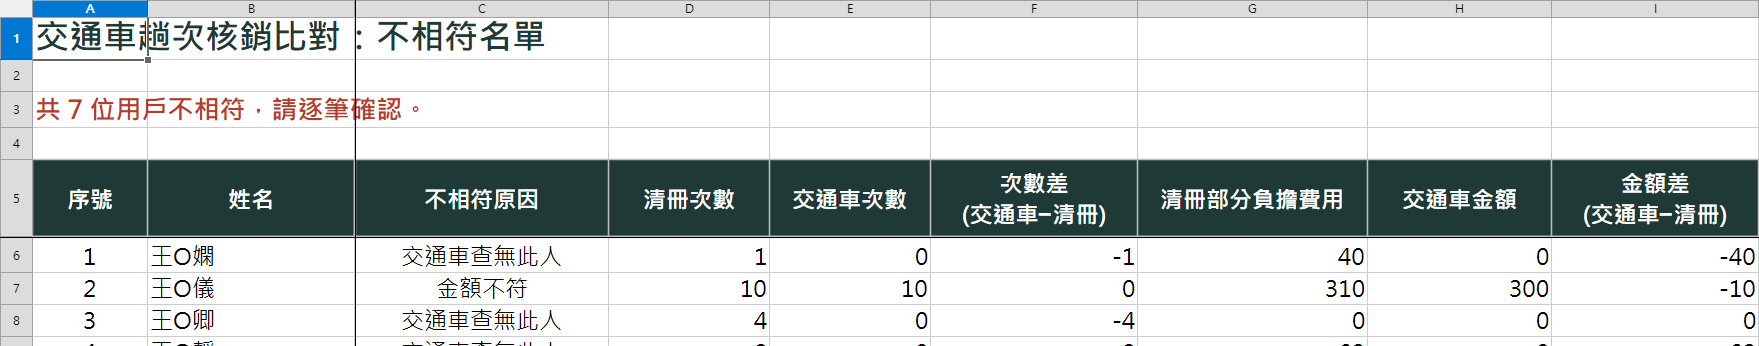 A B C D E F G H I
1 交通車趟次核銷比對：不相符名單
2
3 共 7 位用戶不相符，請逐筆確認。
4
5 序號 姓名 不相符原因 清冊次數 交通車次數 次數差 (交通車−清冊) 清冊部分負擔費用 交通車金額 金額差 (交通車−清冊)
6 1 王O嫻 交通車查無此人 1 0 -1 40 0 -40
7 2 王O儀 金額不符 10 10 0 310 300 -10
8 3 王O卿 交通車查無此人 4 0 -4 0 0 0